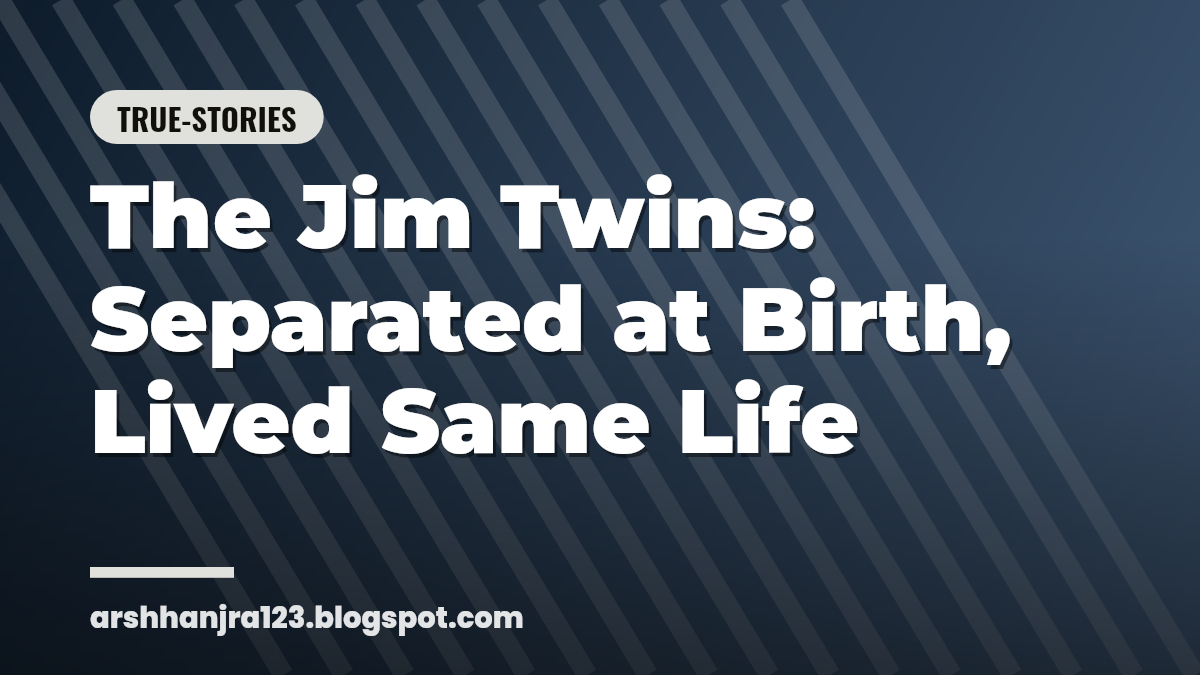 TRUE-STORIES
The Jim Twins:
Separated at Birth,
Lived Same Life
arshhanjra123.blogspot.com